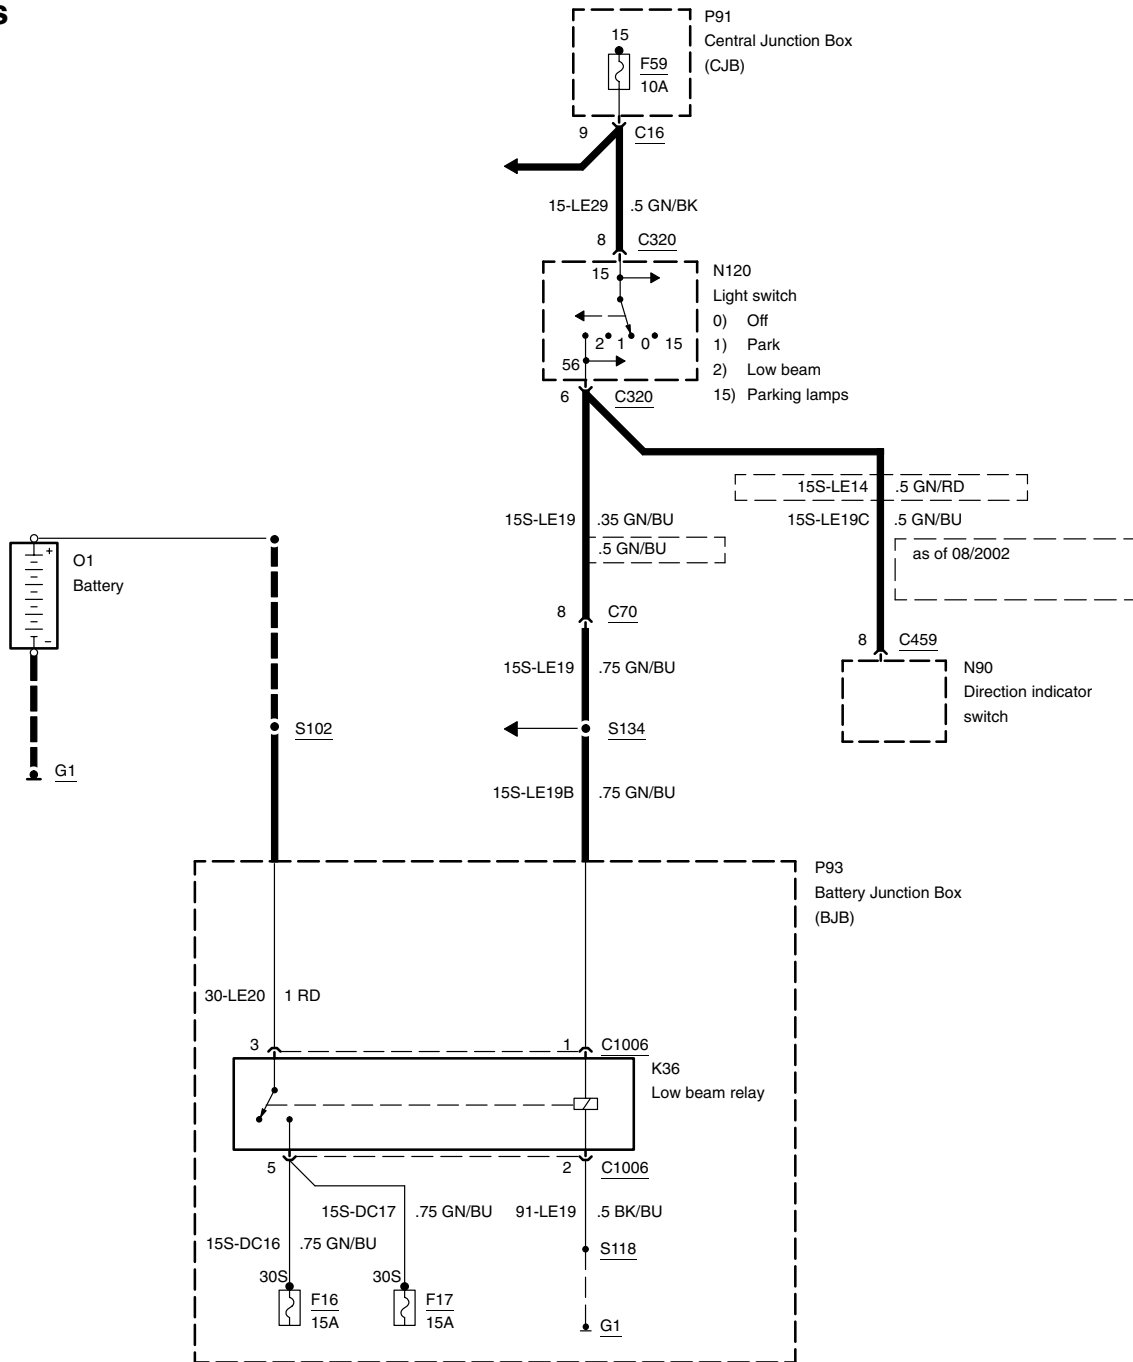 s
P91
15
Central Junction Box
(CJB)
F59
10A
9
C16
15-LE29
.5 GN/BK
8
C320
N120
15
Light switch
0) Off
2 1 0 15
1) Park
56
2) Low beam
6
C320
15) Parking lamps
15S-LE14
.5 GN/RD
15S-LE19
.35 GN/BU
15S-LE19C
.5 GN/BU
.5 GN/BU
as of 08/2002
+
O1
Battery
–
8
C70
8
C459
15S-LE19
.75 GN/BU
N90
Direction indicator
switch
S102
S134
G1
15S-LE19B
.75 GN/BU
P93
Battery Junction Box
(BJB)
30-LE20
1 RD
3
1
C1006
K36
Low beam relay
5
2
C1006
15S-DC17
.75 GN/BU
91-LE19
.5 BK/BU
15S-DC16
.75 GN/BU
S118
30S
30S
F16
15A
F17
15A
G1